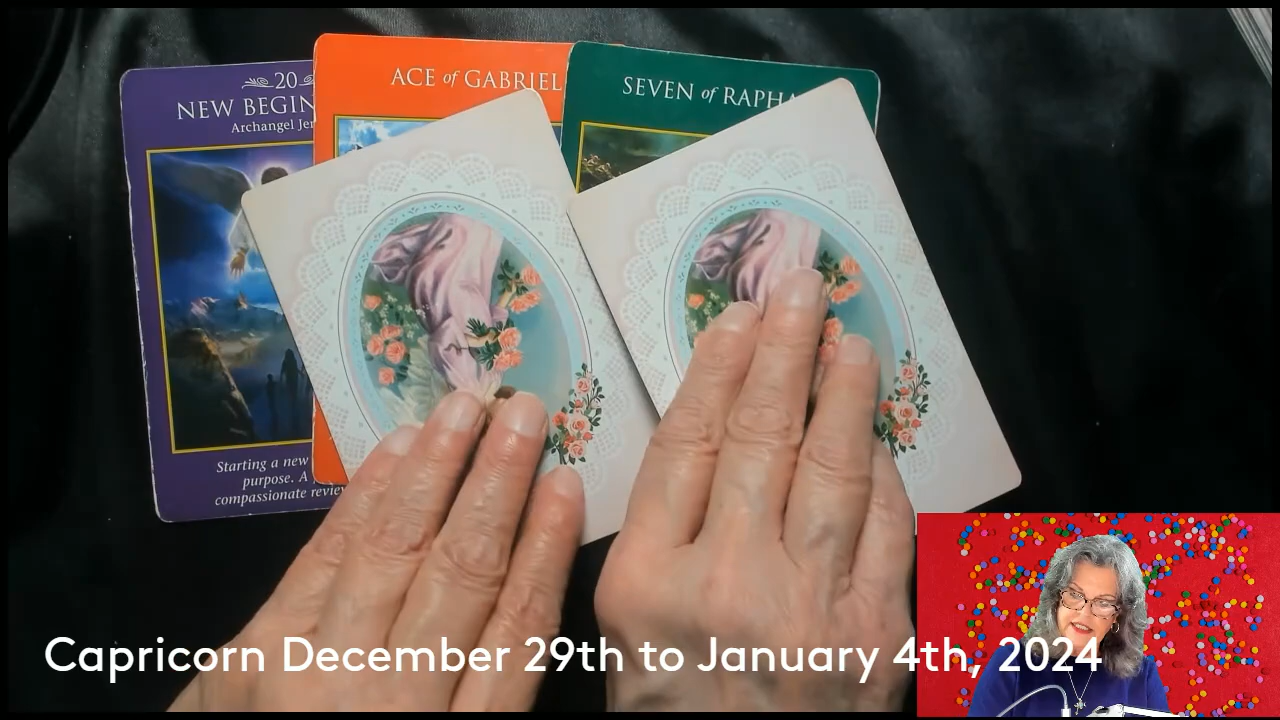 20
NEW BEGIN
Archangel Jer
Starting a new
purpose. A
compassionate review
ACE of GABRIEL
SEVEN of RAPHA
Capricorn December 29th to January 4th, 2024